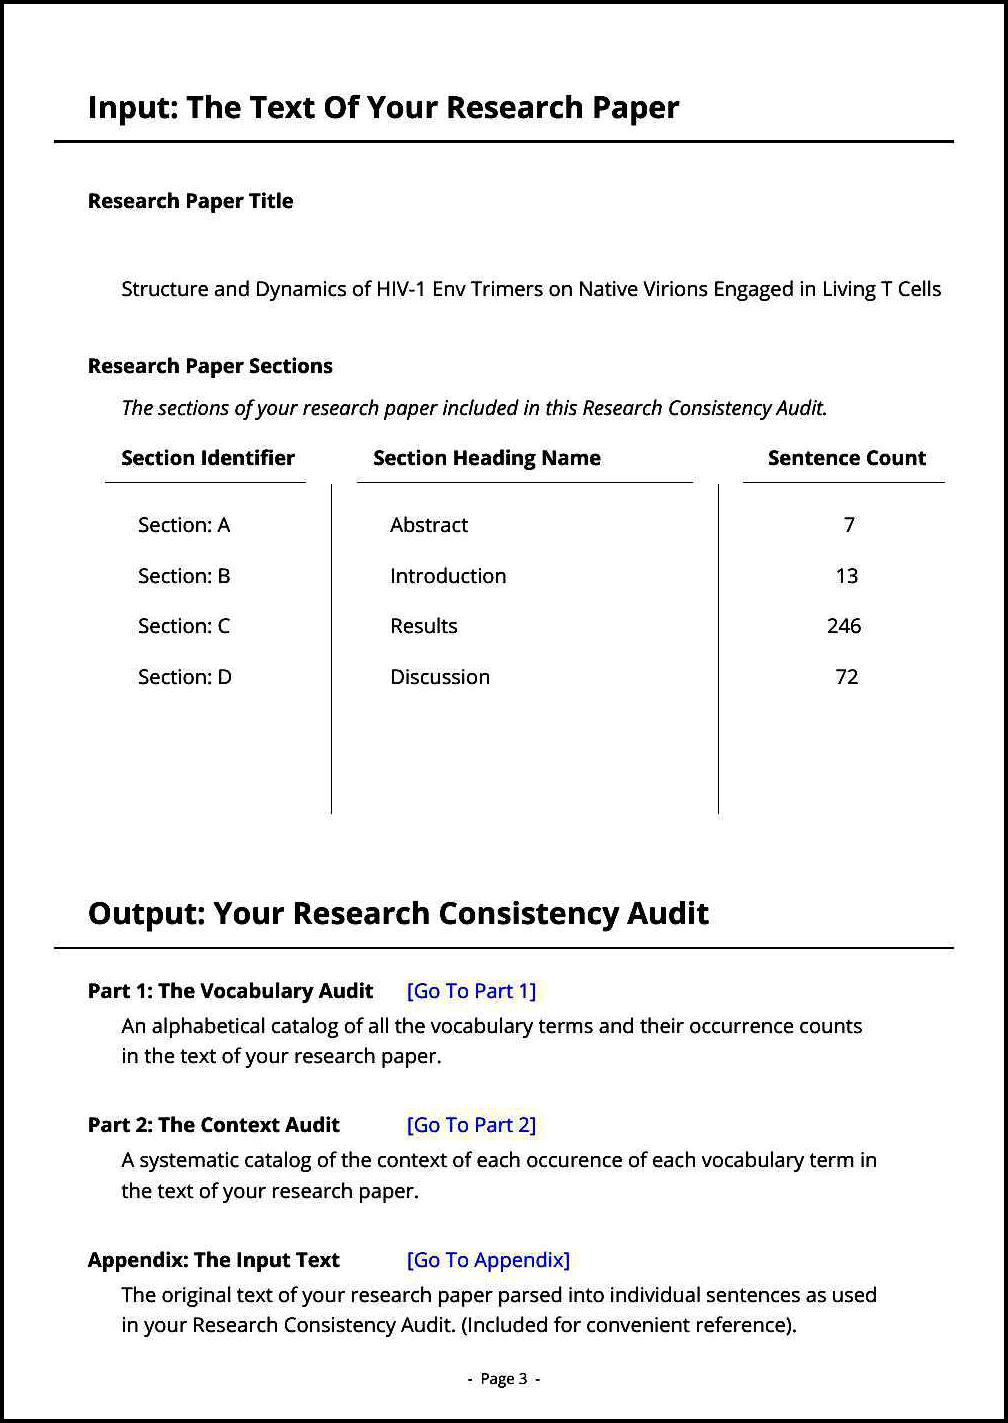 Input: The Text Of Your Research Paper
Research Paper Title
Structure and Dynamics of HIV-1 Env Trimers on Native Virions Engaged in Living T Cells
Research Paper Sections
The sections of your research paper included in this Research Consistency Audit.
Section Identifier Section Heading Name Sentence Count
Section: A Abstract 7
Section: B Introduction 13
Section: C Results 246
Section: D Discussion 72
Output: Your Research Consistency Audit
Part 1: The Vocabulary Audit [Go To Part 1]
An alphabetical catalog of all the vocabulary terms and their occurrence counts
in the text of your research paper.
Part 2: The Context Audit [Go To Part 2]
A systematic catalog of the context of each occurence of each vocabulary term in
the text of your research paper.
Appendix: The Input Text [Go To Appendix]
The original text of your research paper parsed into individual sentences as used
in your Research Consistency Audit. (Included for convenient reference).
- Page 3 -